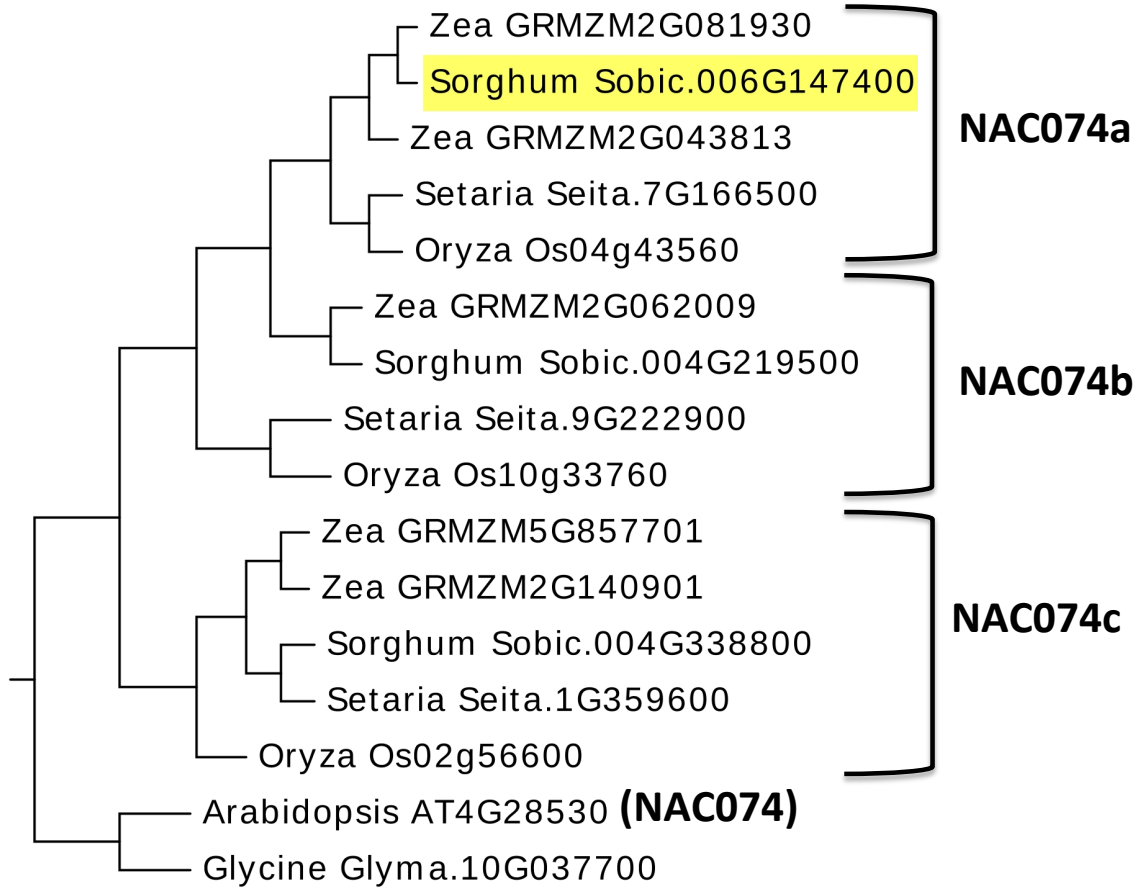 Zea GRMZM2G081930
Sorghum Sobic.006G147400
Zea GRMZM2G043813
NAC074a
Setaria Seita.7G166500
Oryza Os04g43560
Zea GRMZM2G062009
Sorghum Sobic.004G219500
NAC074b
Setaria Seita.9G222900
Oryza Os10g33760
Zea GRMZM5G857701
Zea GRMZM2G140901
NAC074c
Sorghum Sobic.004G338800
Setaria Seita.1G359600
Oryza Os02g56600
Arabidopsis AT4G28530 (NAC074)
Glycine Glyma.10G037700